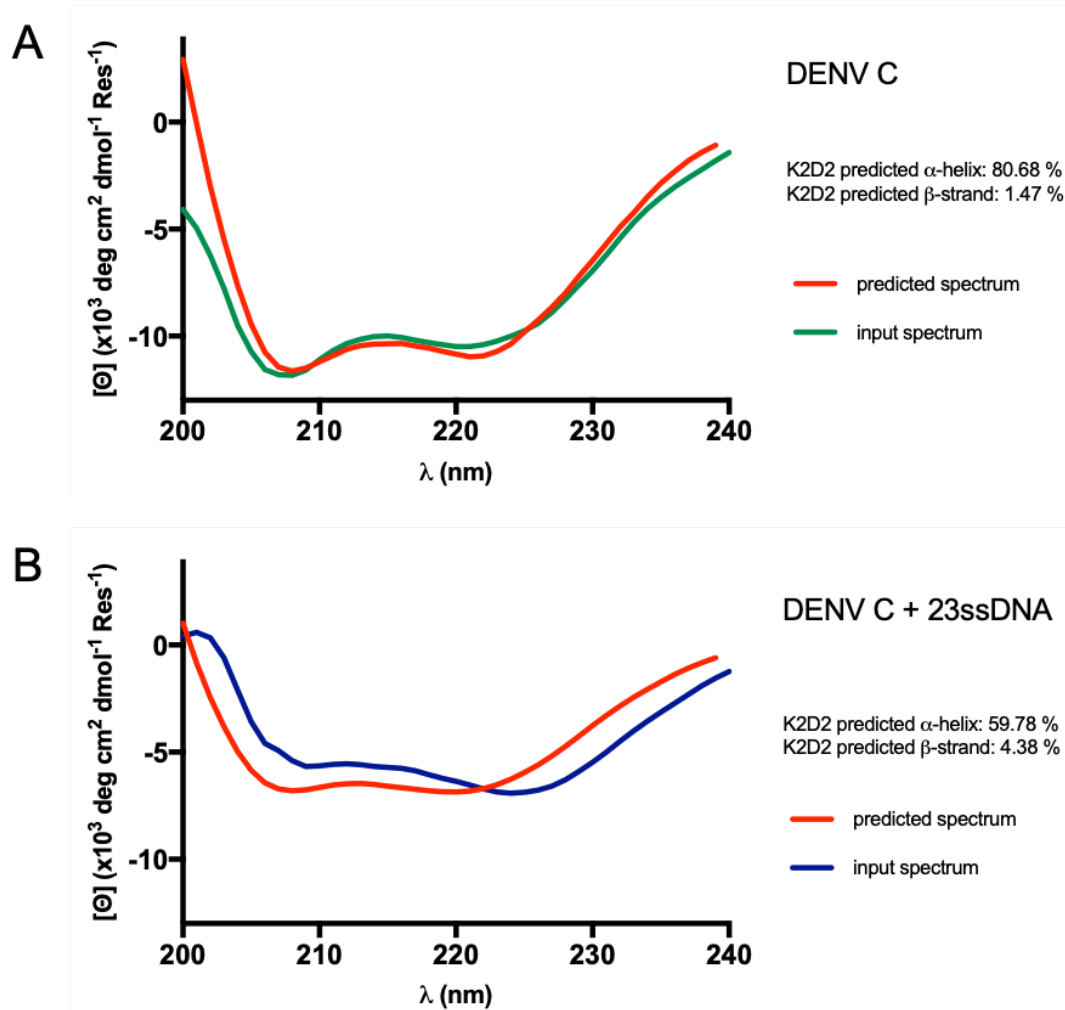 A
DENV C
K2D2 predicted α-helix: 80.68 %
K2D2 predicted β-strand: 1.47 %
predicted spectrum
input spectrum
[Θ] (x10³ deg cm² dmol⁻¹ Res⁻¹)
0
-5
-10
200 210 220 230 240
λ (nm)
B
DENV C + 23ssDNA
K2D2 predicted α-helix: 59.78 %
K2D2 predicted β-strand: 4.38 %
predicted spectrum
input spectrum
[Θ] (x10³ deg cm² dmol⁻¹ Res⁻¹)
0
-5
-10
200 210 220 230 240
λ (nm)